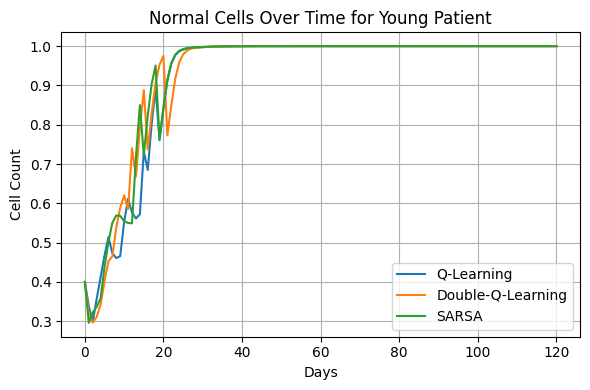 Normal Cells Over Time for Young Patient
Cell Count
1.0
0.9
0.8
0.7
0.6
0.5
0.4
0.3
0 20 40 60 80 100 120
Days
Q-Learning
Double-Q-Learning
SARSA